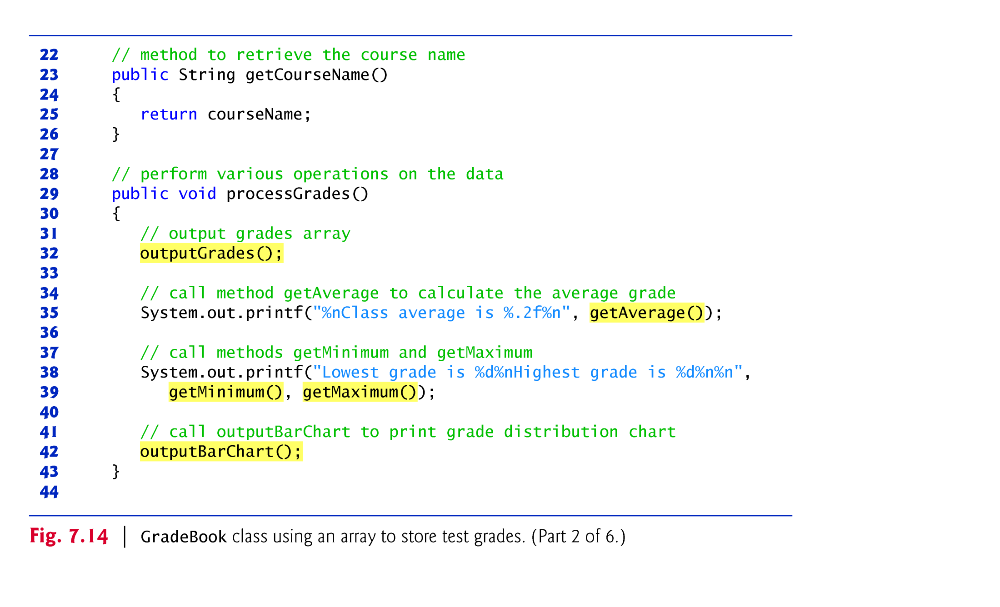 22 // method to retrieve the course name
23 public String getCourseName()
24 {
25    return courseName;
26 }
27
28 // perform various operations on the data
29 public void processGrades()
30 {
31    // output grades array
32    outputGrades();
33
34    // call method getAverage to calculate the average grade
35    System.out.printf("%nClass average is %.2f%n", getAverage());
36
37    // call methods getMinimum and getMaximum
38    System.out.printf("Lowest grade is %d%nHighest grade is %d%n%n",
39       getMinimum(), getMaximum());
40
41    // call outputBarChart to print grade distribution chart
42    outputBarChart();
43 }
44
Fig. 7.14 | GradeBook class using an array to store test grades. (Part 2 of 6.)